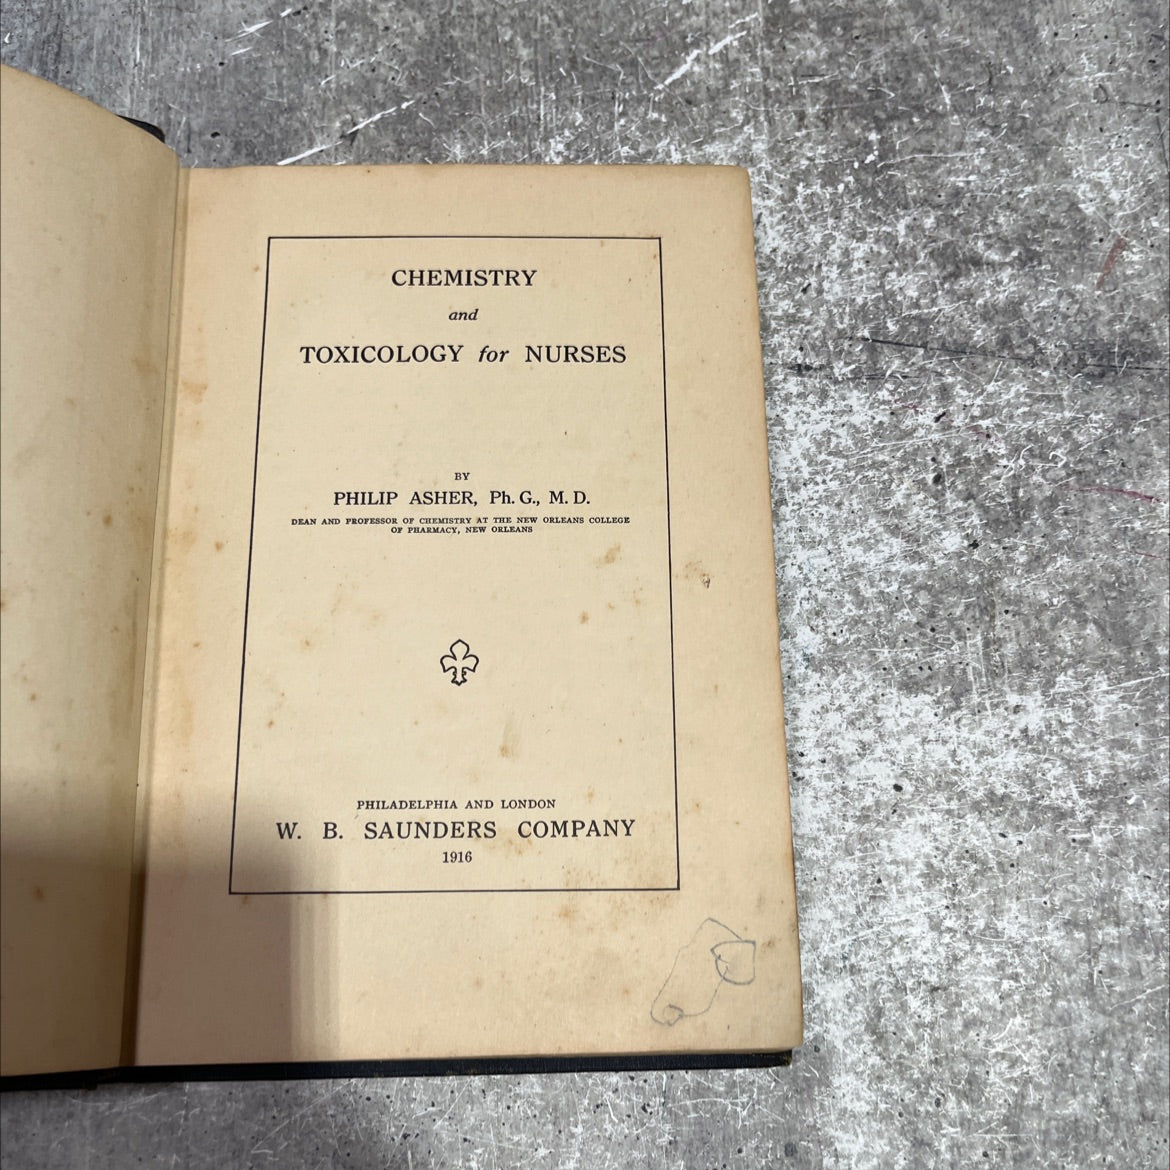 CHEMISTRY
and
TOXICOLOGY for NURSES
BY
PHILIP ASHER, Ph. G., M. D.
DEAN AND PROFESSOR OF CHEMISTRY AT THE NEW ORLEANS COLLEGE
OF PHARMACY, NEW ORLEANS
PHILADELPHIA AND LONDON
W. B. SAUNDERS COMPANY
1916